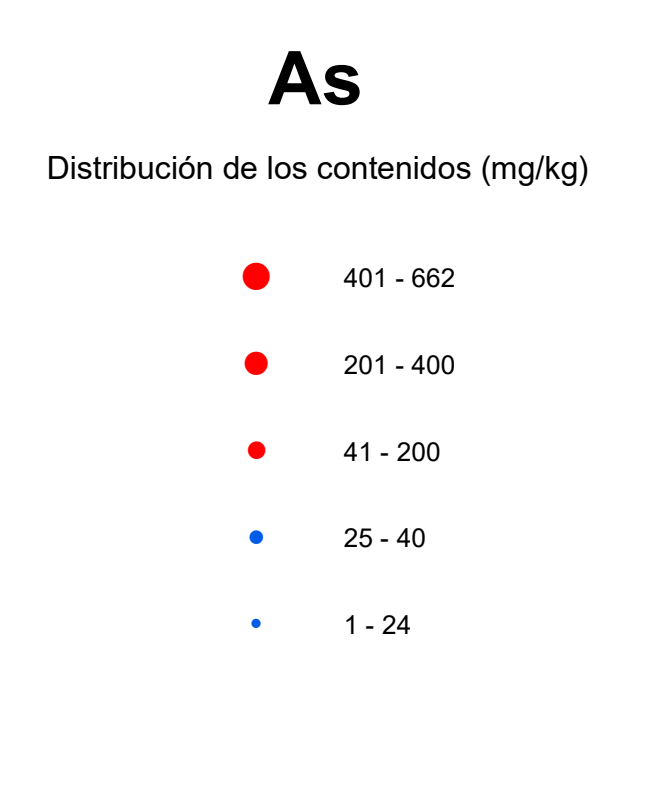 As
Distribución de los contenidos (mg/kg)
401 - 662
201 - 400
41 - 200
25 - 40
1 - 24